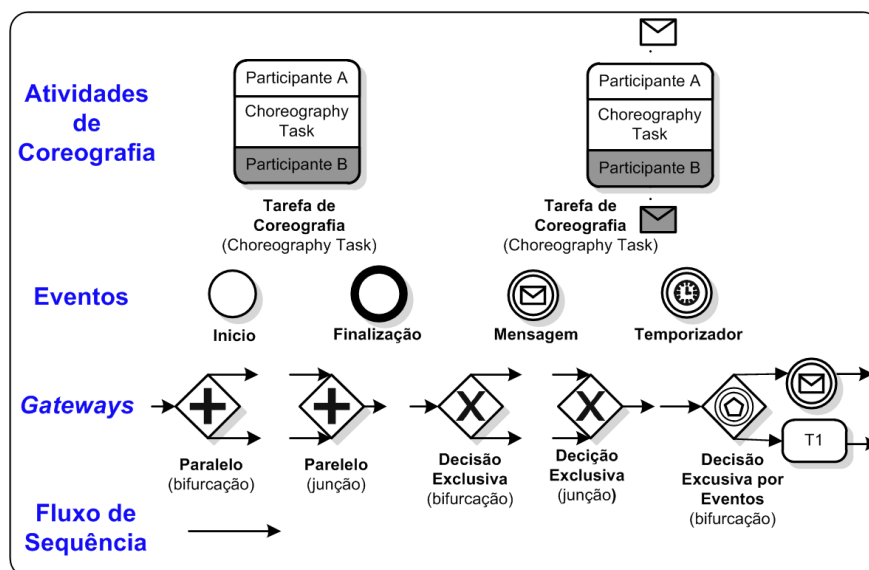 Atividades
de
Coreografia
Participante A
Choreography
Task
Participante B
Tarefa de
Coreografia
(Choreography Task)
Participante A
Choreography
Task
Participante B
Tarefa de
Coreografia
(Choreography Task)
Eventos
Inicio
Finalização
Mensagem
Temporizador
Gateways
Paralelo
(bifurcação)
Parelelo
(junção)
X
Decisão
Exclusiva
(bifurcação)
X
Decição
Exclusiva
(junção)
T1
Decisão
Excusiva por
Eventos
(bifurcação)
Fluxo de
Sequência